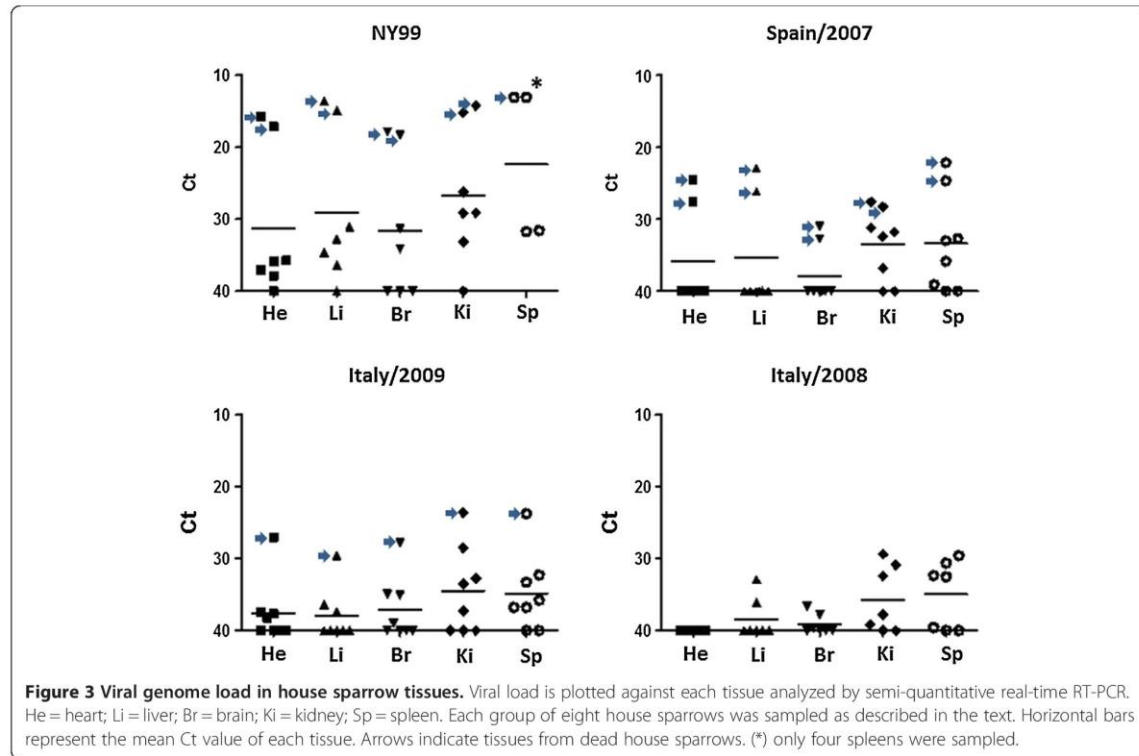 NY99
Spain/2007
10
20
30
40
Ct
*
He Li Br Ki Sp
10
20
30
40
Ct
He Li Br Ki Sp
Italy/2009
Italy/2008
10
20
30
40
Ct
He Li Br Ki Sp
10
20
30
40
Ct
He Li Br Ki Sp
Figure 3 Viral genome load in house sparrow tissues. Viral load is plotted against each tissue analyzed by semi-quantitative real-time RT-PCR.
He = heart; Li = liver; Br = brain; Ki = kidney; Sp = spleen. Each group of eight house sparrows was sampled as described in the text. Horizontal bars
represent the mean Ct value of each tissue. Arrows indicate tissues from dead house sparrows. (*) only four spleens were sampled.